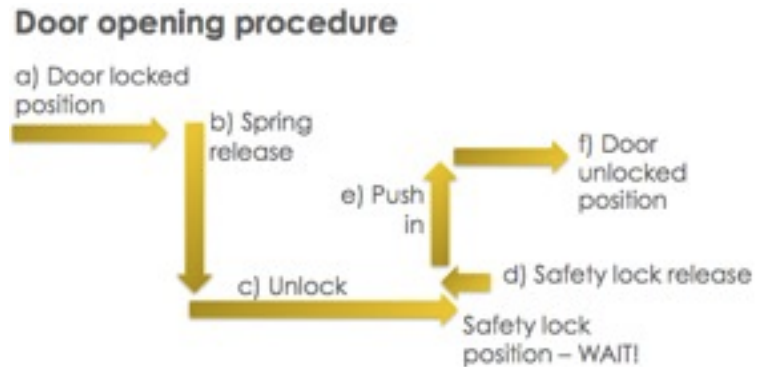 Door opening procedure
a) Door locked
position
b) Spring
release
c) Unlock
Safety lock
position – WAIT!
d) Safety lock release
e) Push
in
f) Door
unlocked
position